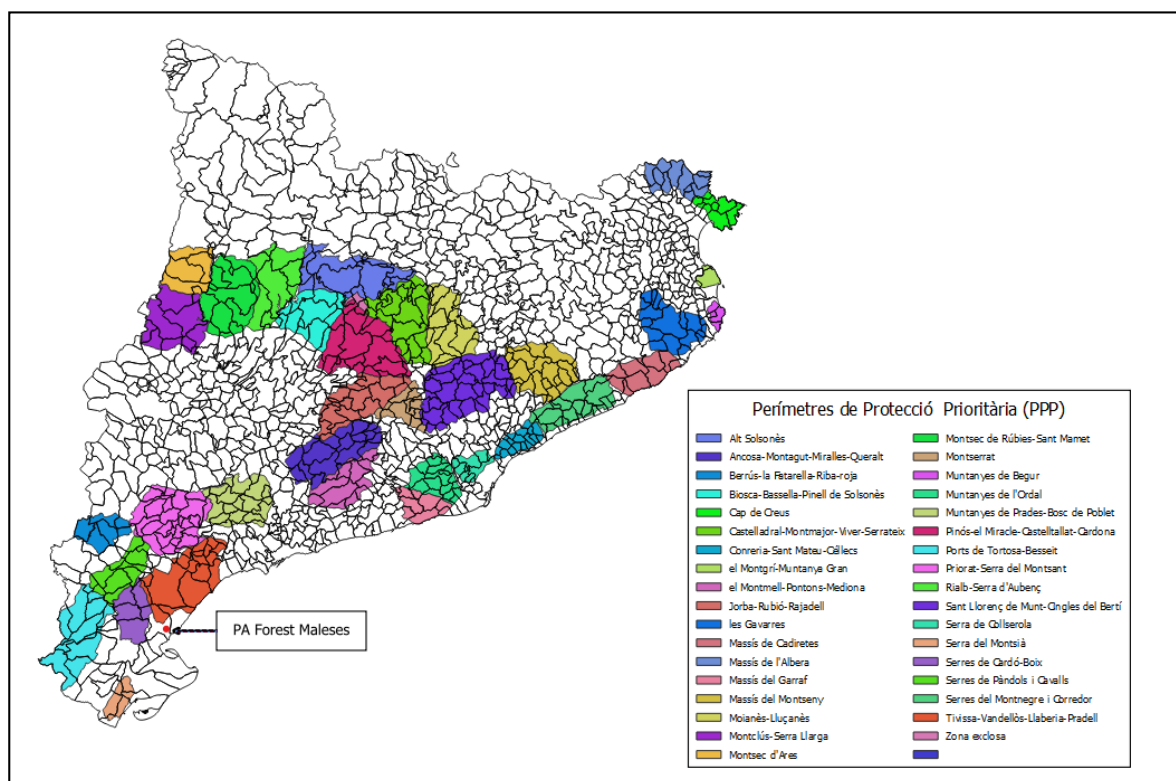 PA Forest Maleses
Perímetres de Protecció Prioritària (PPP)
Alt Solsonès
Ancosa-Montagut-Miralles-Queralt
Berrús-la Fatarella-Riba-roja
Biosca-Bassella-Pinell de Solsonès
Cap de Creus
Castelladral-Montmajor-Viver-Serrateix
Conreria-Sant Mateu-Céllecs
el Montgrí-Muntanya Gran
el Montmell-Pontons-Mediona
Jorba-Rubió-Rajadell
les Gavarres
Massís de Cadiretes
Massís de l'Albera
Massís del Garraf
Massís del Montseny
Moianès-Lluçanès
Montclús-Serra Llarga
Montsec d'Ares
Montsec de Rúbies-Sant Mamet
Montserrat
Muntanyes de Begur
Muntanyes de l'Ordal
Muntanyes de Prades-Bosc de Poblet
Pinós-el Miracle-Castelltallat-Cardona
Ports de Tortosa-Besseit
Priorat-Serra del Montsant
Rialb-Serra d'Aubenç
Sant Llorenç de Munt-Cingles del Bertí
Serra de Collserola
Serra del Montsià
Serres de Cardó-Boix
Serres de Pàndols i Cavalls
Serres del Montnegre i Corredor
Tivissa-Vandellòs-Llaberia-Pradell
Zona exclosa